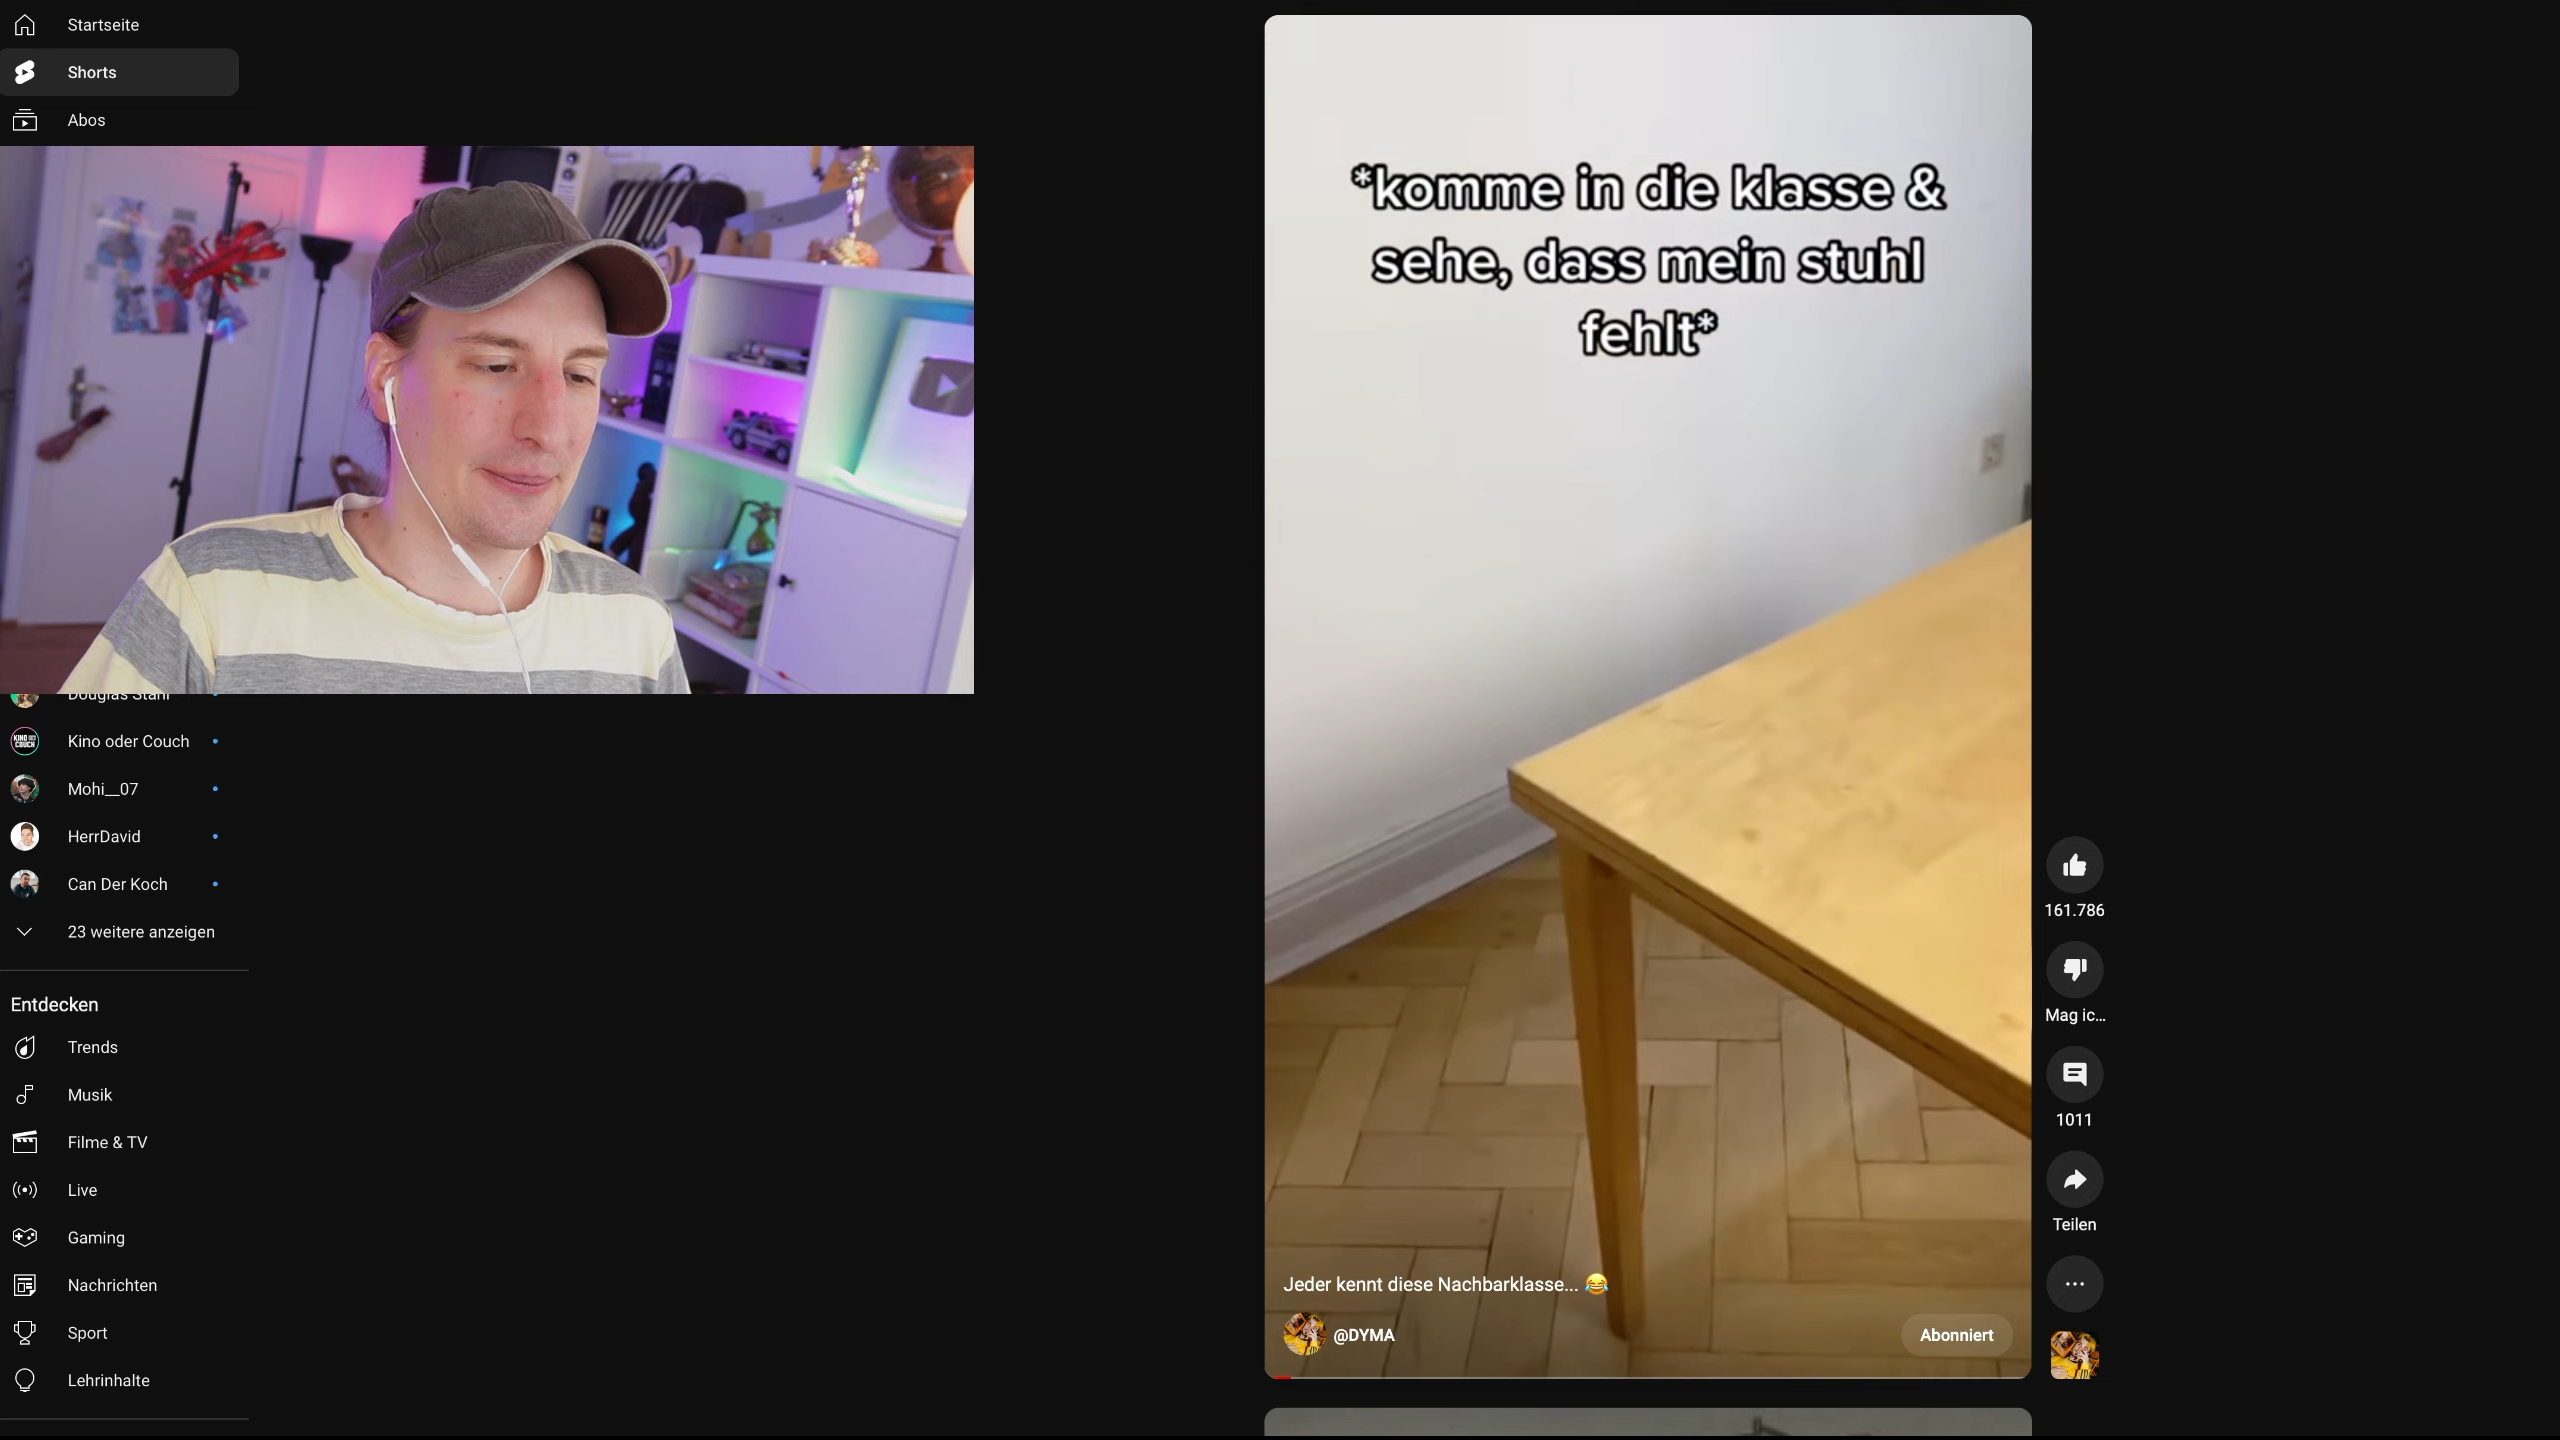 Startseite
Shorts
Abos
Douglas Stahl
Kino oder Couch
Mohi__07
HerrDavid
Can Der Koch
23 weitere anzeigen
Entdecken
Trends
Musik
Filme & TV
Live
Gaming
Nachrichten
Sport
Lehrinhalte
*komme in die klasse &
sehe, dass mein stuhl
fehlt*
Jeder kennt diese Nachbarklasse... 😂
@DYMA
Abonniert
161.786
Mag ic...
1011
Teilen